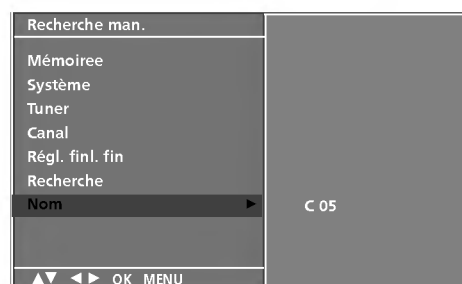 Recherche man.
Mémoiree
Système
Tuner
Canal
Régl. finl. fin
Recherche
Nom ► C 05
▲▼ ◄► OK MENU